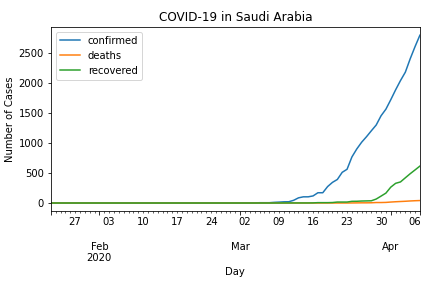 COVID-19 in Saudi Arabia
confirmed
deaths
recovered
Number of Cases
2500
2000
1500
1000
500
0
27 03 10 17 24 02 09 16 23 30 06
Feb Mar Apr
2020
Day